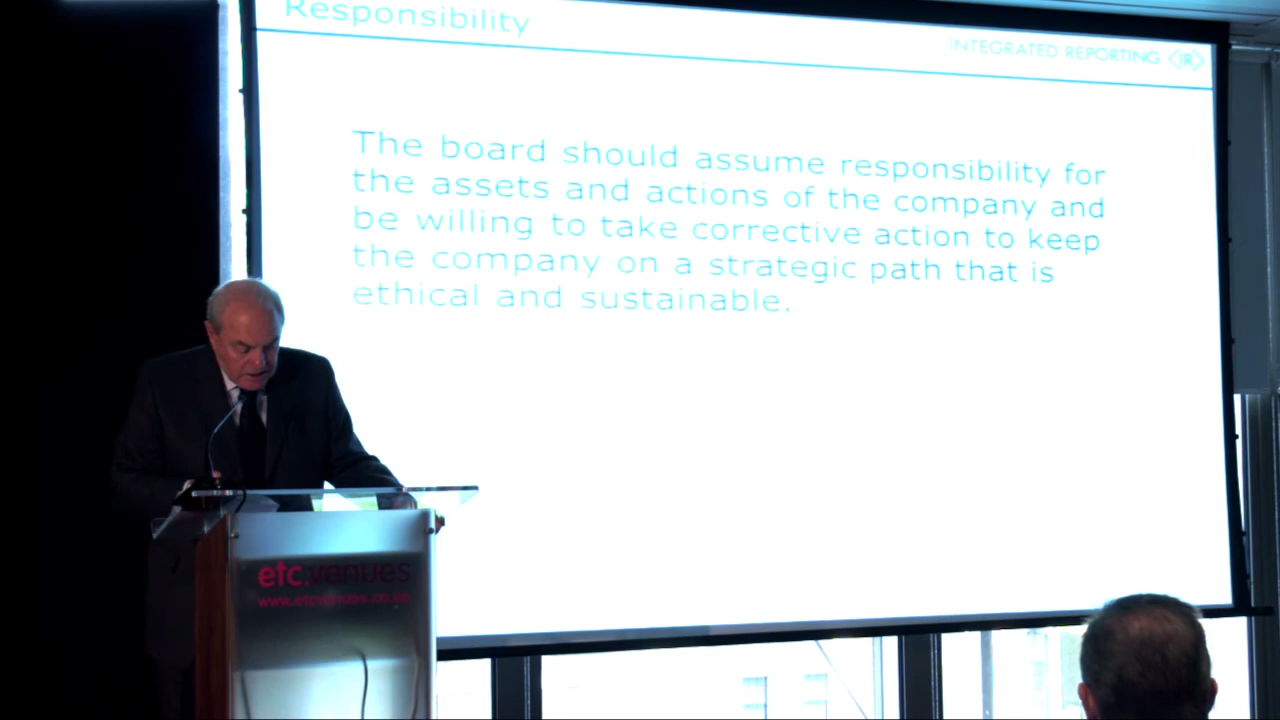 Responsibility
INTEGRATED REPORTING <IR>
The board should assume responsibility for
the assets and actions of the company and
be willing to take corrective action to keep
the company on a strategic path that is
ethical and sustainable.
etc.venues
www.etcvenues.co.uk